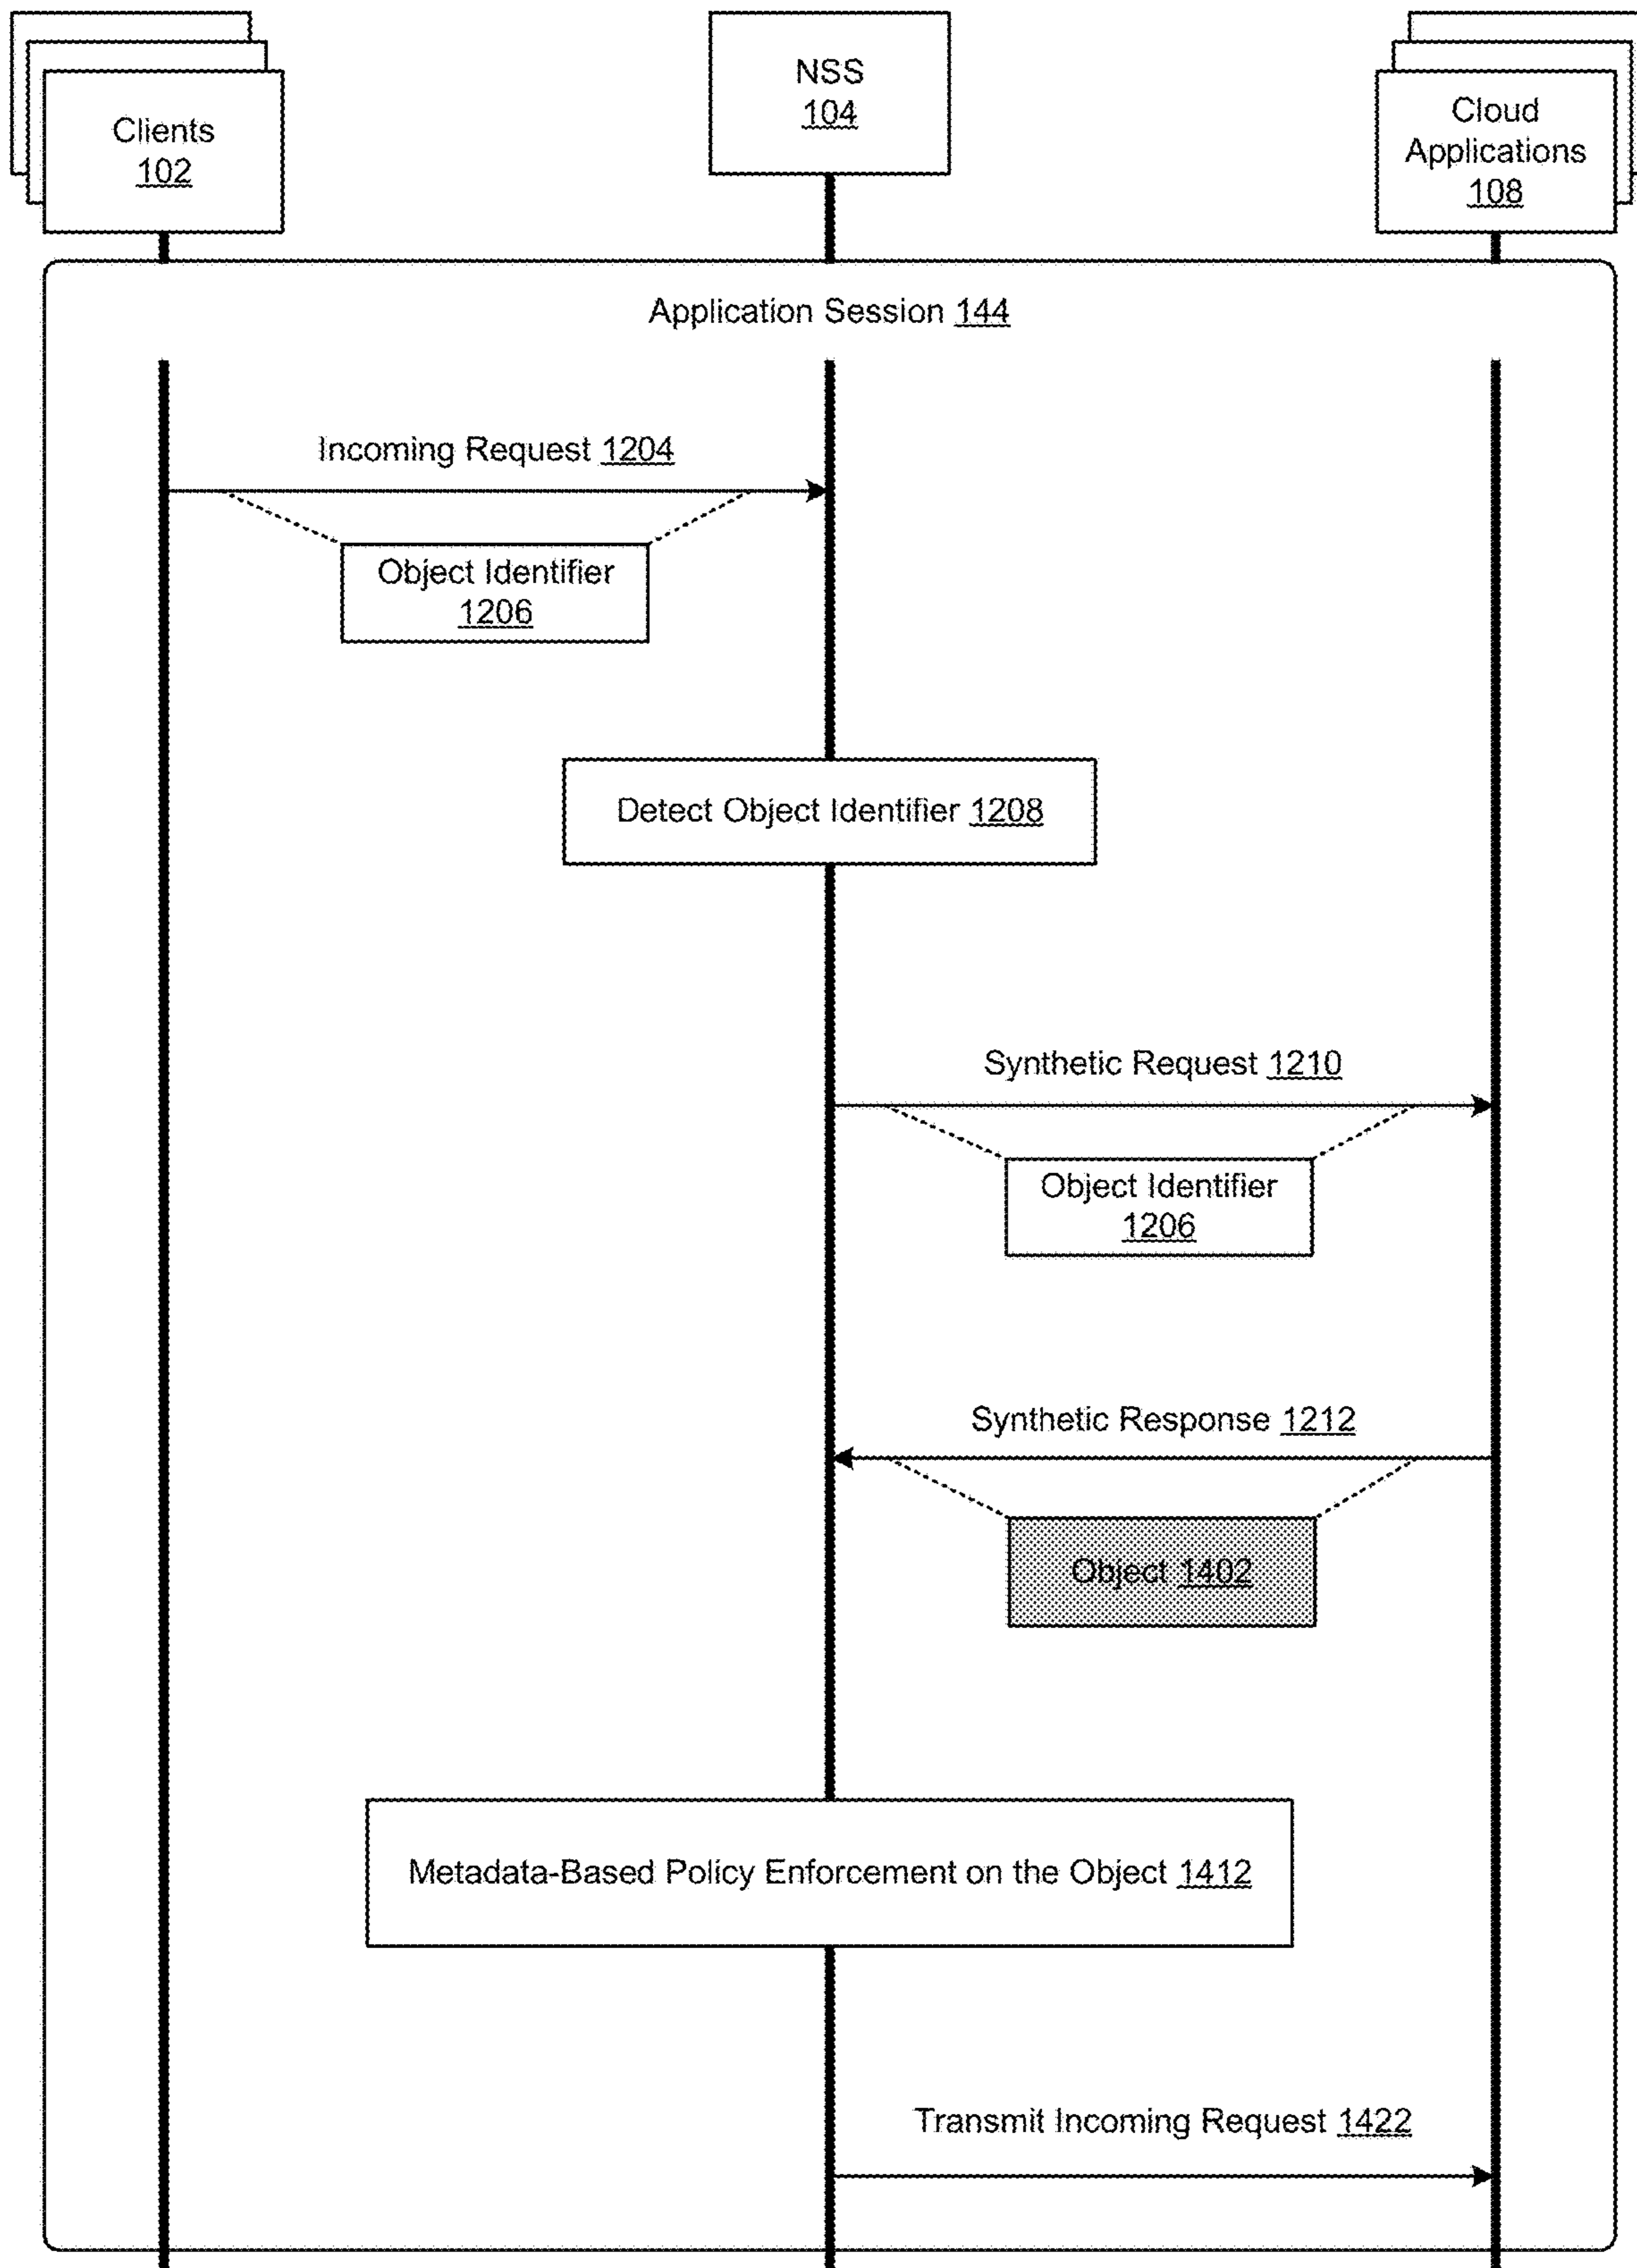 Clients
102
NSS
104
Cloud
Applications
108
Application Session 144
Incoming Request 1204
Object Identifier
1206
Detect Object Identifier 1208
Synthetic Request 1210
Object Identifier
1206
Synthetic Response 1212
Object 1402
Metadata-Based Policy Enforcement on the Object 1412
Transmit Incoming Request 1422